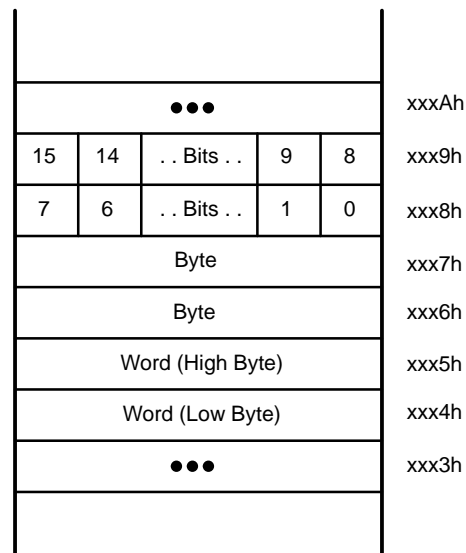 ●●● xxxAh
15 14 . . Bits . . 9 8 xxx9h
7 6 . . Bits . . 1 0 xxx8h
Byte xxx7h
Byte xxx6h
Word (High Byte) xxx5h
Word (Low Byte) xxx4h
●●● xxx3h